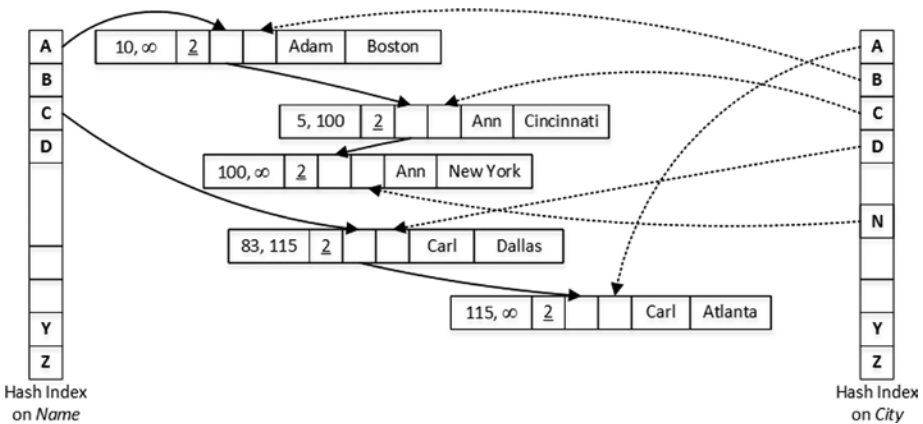 A
B
C
D
Y
Z
Hash Index
on Name
10, ∞ 2 Adam Boston
5, 100 2 Ann Cincinnati
100, ∞ 2 Ann New York
83, 115 2 Carl Dallas
115, ∞ 2 Carl Atlanta
A
B
C
D
N
Y
Z
Hash Index
on City